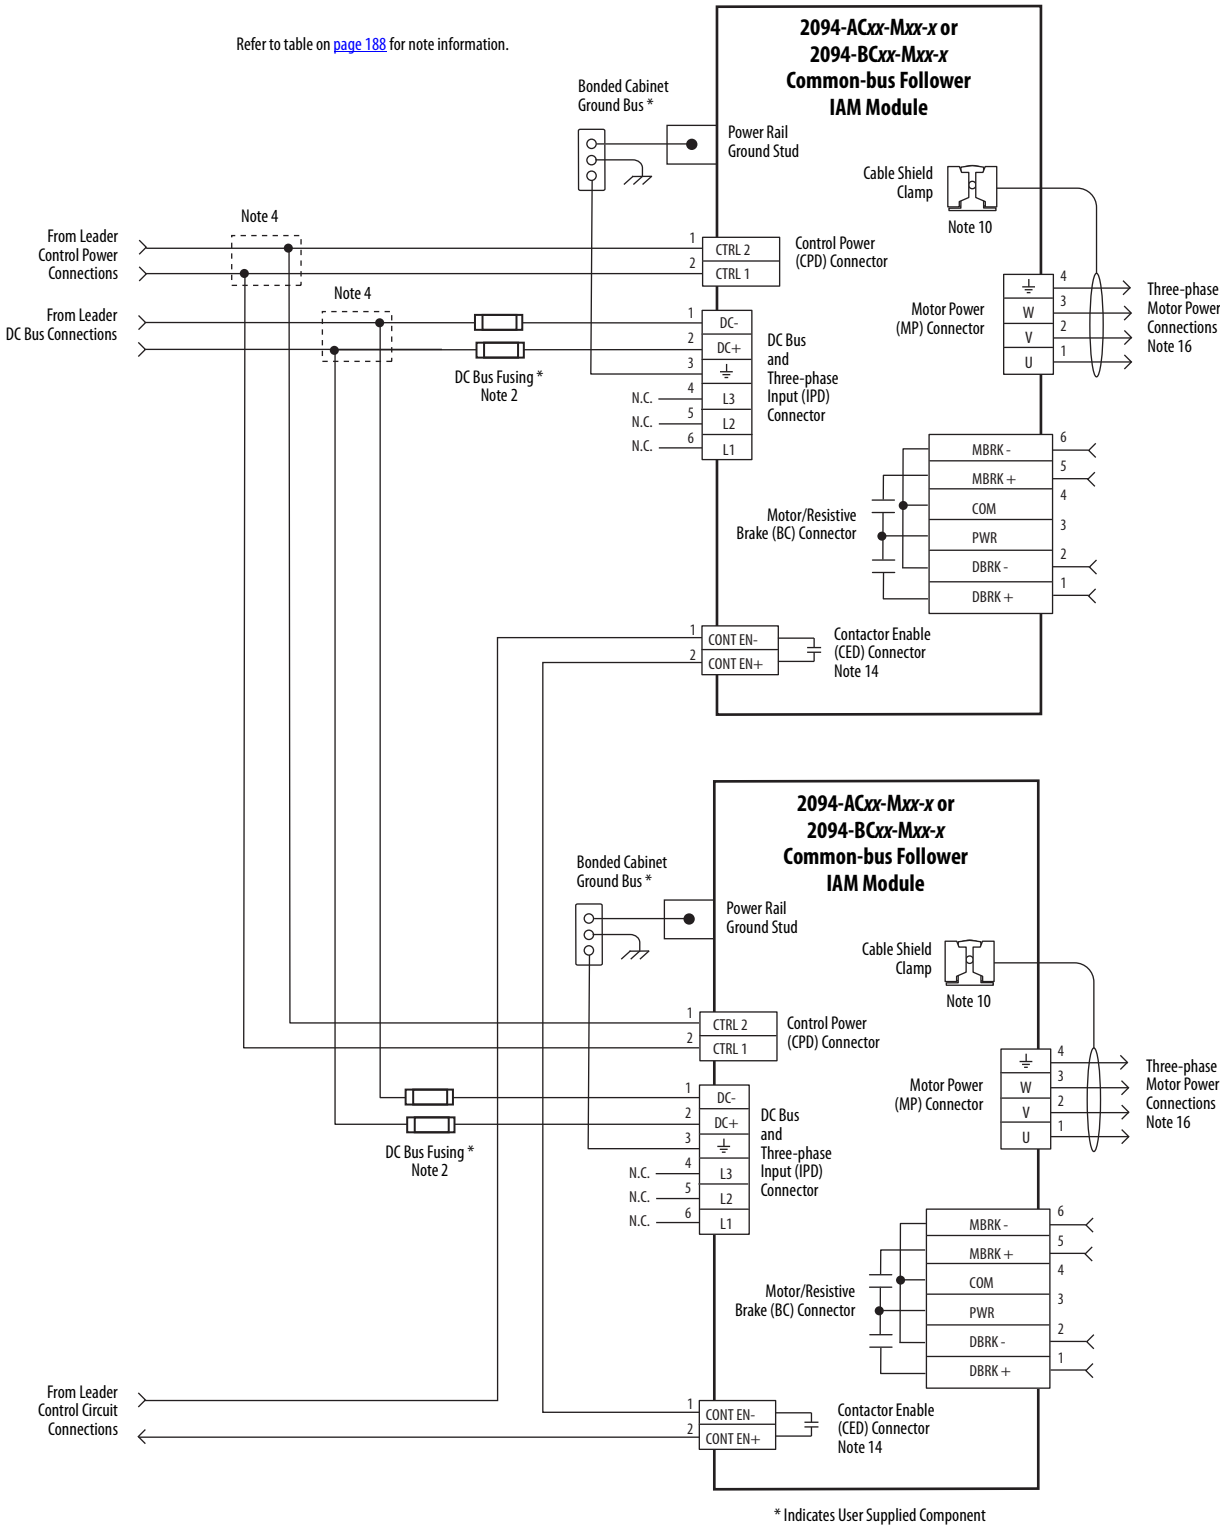 Refer to table on page 188 for note information.
2094-ACxx-Mxx-x or
2094-BCxx-Mxx-x
Common-bus Follower
IAM Module
Bonded Cabinet
Ground Bus *
Power Rail
Ground Stud
Cable Shield
Clamp
Note 10
Note 4
From Leader
Control Power
Connections
1
CTRL 2
2
CTRL 1
Control Power
(CPD) Connector
Note 4
From Leader
DC Bus Connections
DC Bus Fusing *
Note 2
1
DC-
2
DC+
3
N.C.
4
L3
N.C.
5
L2
N.C.
6
L1
DC Bus
and
Three-phase
Input (IPD)
Connector
Motor Power
(MP) Connector
4
W
3
V
2
U
1
Three-phase
Motor Power
Connections
Note 16
Motor/Resistive
Brake (BC) Connector
MBRK -
6
MBRK +
5
COM
4
PWR
3
DBRK -
2
DBRK +
1
1
CONT EN-
2
CONT EN+
Contactor Enable
(CED) Connector
Note 14
2094-ACxx-Mxx-x or
2094-BCxx-Mxx-x
Common-bus Follower
IAM Module
Bonded Cabinet
Ground Bus *
Power Rail
Ground Stud
Cable Shield
Clamp
Note 10
1
CTRL 2
2
CTRL 1
Control Power
(CPD) Connector
DC Bus Fusing *
Note 2
1
DC-
2
DC+
3
N.C.
4
L3
N.C.
5
L2
N.C.
6
L1
DC Bus
and
Three-phase
Input (IPD)
Connector
Motor Power
(MP) Connector
4
W
3
V
2
U
1
Three-phase
Motor Power
Connections
Note 16
Motor/Resistive
Brake (BC) Connector
MBRK -
6
MBRK +
5
COM
4
PWR
3
DBRK -
2
DBRK +
1
From Leader
Control Circuit
Connections
1
CONT EN-
2
CONT EN+
Contactor Enable
(CED) Connector
Note 14
* Indicates User Supplied Component